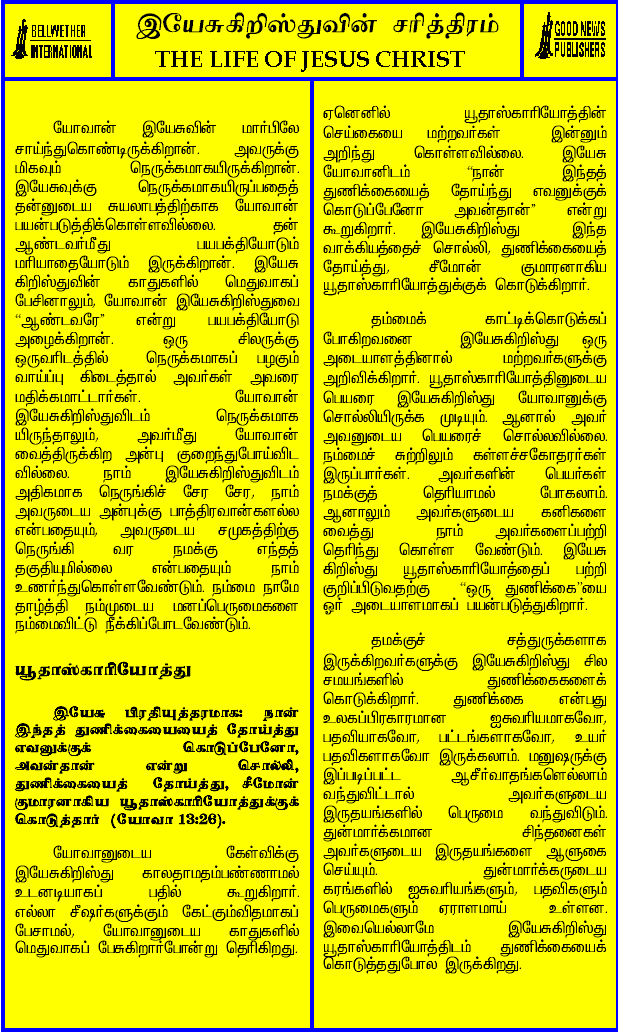 BELLWETHER
INTERNATIONAL
இயேசுகிறிஸ்துவின் சரித்திரம்
THE LIFE OF JESUS CHRIST
GOOD NEWS
PUBLISHERS
யோவான் இயேசுவின் மார்பிலே
சாய்ந்துகொண்டிருக்கிறான். அவருக்கு
மிகவும் நெருக்கமாகயிருக்கிறான்.
இயேசுவுக்கு நெருக்கமாகயிருப்பதைத்
தன்னுடைய சுயலாபத்திற்காக யோவான்
பயன்படுத்திக்கொள்ளவில்லை. தன்
ஆண்டவர்மீது பயபக்தியோடும்
மரியாதையோடும் இருக்கிறான். இயேசு
கிறிஸ்துவின் காதுகளில் மெதுவாகப்
பேசினாலும், யோவான் இயேசுகிறிஸ்துவை
“ஆண்டவரே” என்று பயபக்தியோடு
அழைக்கிறான். ஒரு சிலருக்கு
ஒருவரிடத்தில் நெருக்கமாகப் பழகும்
வாய்ப்பு கிடைத்தால் அவர்கள் அவரை
மதிக்கமாட்டார்கள். யோவான்
இயேசுகிறிஸ்துவிடம் நெருக்கமாக
யிருந்தாலும், அவர்மீது யோவான்
வைத்திருக்கிற அன்பு குறைந்துபோய்விட
வில்லை. நாம் இயேசுகிறிஸ்துவிடம்
அதிகமாக நெருங்கிச் சேர சேர, நாம்
அவருடைய அன்புக்கு பாத்திரவான்களல்ல
என்பதையும், அவருடைய சமுகத்திற்கு
நெருங்கி வர நமக்கு எந்தத்
தகுதியுமில்லை என்பதையும் நாம்
உணர்ந்துகொள்ளவேண்டும். நம்மை நாமே
தாழ்த்தி நம்முடைய மனப்பெருமைகளை
நம்மைவிட்டு நீக்கிப்போடவேண்டும்.
யூதாஸ்காரியோத்து
இயேசு பிரதியுத்தரமாக: நான்
இந்தத் துணிக்கையையைத் தோய்த்து
எவனுக்குக் கொடுப்பேனோ,
அவன்தான் என்று சொல்லி,
துணிக்கையைத் தோய்த்து, சீமோன்
குமாரனாகிய யூதாஸ்காரியோத்துக்குக்
கொடுத்தார் (யோவா 13:26).
யோவானுடைய கேள்விக்கு
இயேசுகிறிஸ்து காலதாமதம்பண்ணாமல்
உடனடியாகப் பதில் கூறுகிறார்.
எல்லா சீஷர்களுக்கும் கேட்கும்விதமாகப்
பேசாமல், யோவானுடைய காதுகளில்
மெதுவாகப் பேசுகிறார்போன்று தெரிகிறது.
ஏனெனில் யூதாஸ்காரியோத்தின்
செய்கையை மற்றவர்கள் இன்னும்
அறிந்து கொள்ளவில்லை. இயேசு
யோவானிடம் “நான் இந்தத்
துணிக்கையைத் தோய்ந்து எவனுக்குக்
கொடுப்பேனோ அவன்தான்” என்று
கூறுகிறார். இயேசுகிறிஸ்து இந்த
வாக்கியத்தைச் சொல்லி, துணிக்கையைத்
தோய்த்து, சீமோன் குமாரனாகிய
யூதாஸ்காரியோத்துக்குக் கொடுக்கிறார்.
தம்மைக் காட்டிக்கொடுக்கப்
போகிறவனை இயேசுகிறிஸ்து ஒரு
அடையாளத்தினால் மற்றவர்களுக்கு
அறிவிக்கிறார். யூதாஸ்காரியோத்தினுடைய
பெயரை இயேசுகிறிஸ்து யோவானுக்கு
சொல்லியிருக்க முடியும். ஆனால் அவர்
அவனுடைய பெயரைச் சொல்லவில்லை.
நம்மைச் சுற்றிலும் கள்ளச்சகோதரர்கள்
இருப்பார்கள். அவர்களின் பெயர்கள்
நமக்குத் தெரியாமல் போகலாம்.
ஆனாலும் அவர்களுடைய கனிகளை
வைத்து நாம் அவர்களைப்பற்றி
தெரிந்து கொள்ள வேண்டும். இயேசு
கிறிஸ்து யூதாஸ்காரியோத்தைப் பற்றி
குறிப்பிடுவதற்கு “ஒரு துணிக்கை”யை
ஓர் அடையாளமாகப் பயன்படுத்துகிறார்.
தமக்குச் சத்துருக்களாக
இருக்கிறவர்களுக்கு இயேசுகிறிஸ்து சில
சமயங்களில் துணிக்கைகளைக்
கொடுக்கிறார். துணிக்கை என்பது
உலகப்பிரகாரமான ஐசுவரியமாகவோ,
பதவியாகவோ, பட்டங்களாகவோ, உயர்
பதவிகளாகவோ இருக்கலாம். மனுஷருக்கு
இப்படிப்பட்ட ஆசீர்வாதங்களெல்லாம்
வந்துவிட்டால் அவர்களுடைய
இருதயங்களில் பெருமை வந்துவிடும்.
துன்மார்க்கமான சிந்தனைகள்
அவர்களுடைய இருதயங்களை ஆளுகை
செய்யும். துன்மார்க்கருடைய
கரங்களில் ஐசுவரியங்களும், பதவிகளும்
பெருமைகளும் ஏராளமாய் உள்ளன.
இவையெல்லாமே இயேசுகிறிஸ்து
யூதாஸ்காரியோத்திடம் துணிக்கையைக்
கொடுத்ததுபோல இருக்கிறது.